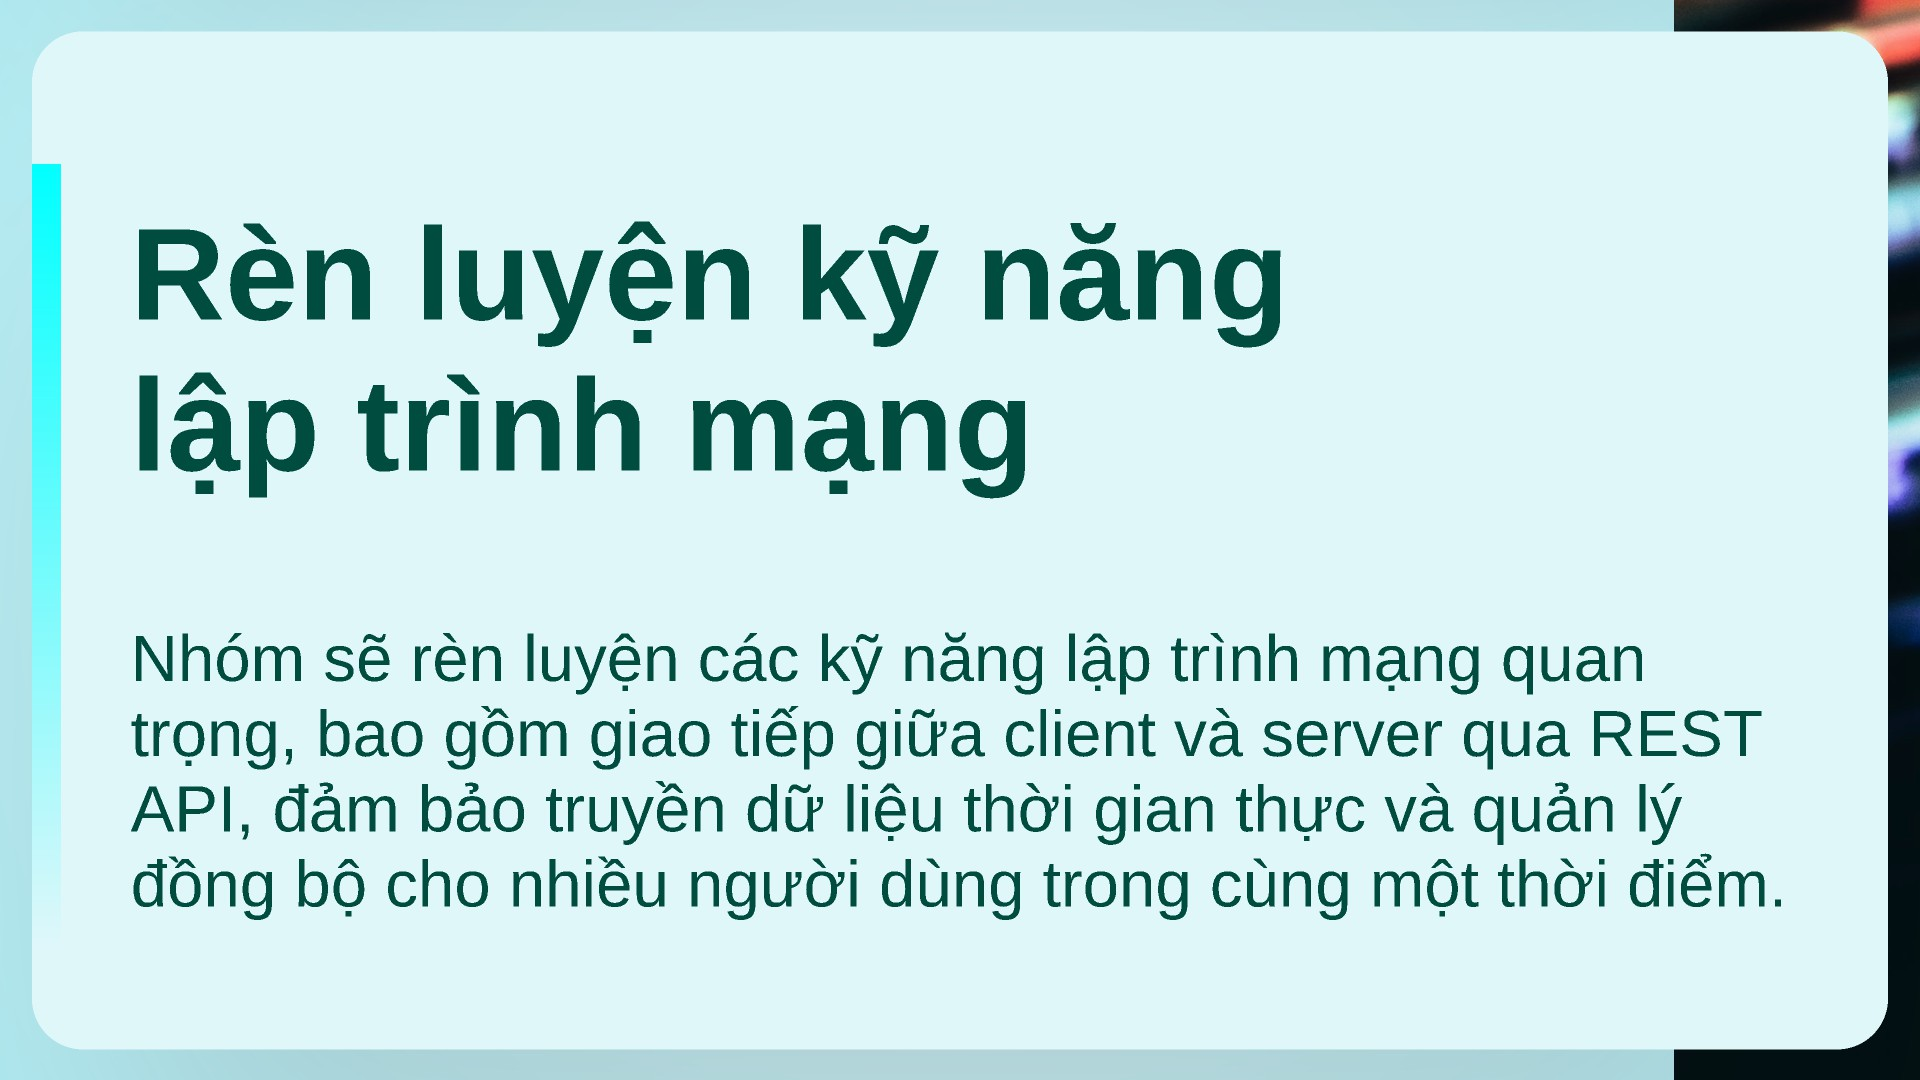 Rèn luyện kỹ năng
lập trình mạng
Nhóm sẽ rèn luyện các kỹ năng lập trình mạng quan
trọng, bao gồm giao tiếp giữa client và server qua REST
API, đảm bảo truyền dữ liệu thời gian thực và quản lý
đồng bộ cho nhiều người dùng trong cùng một thời điểm.